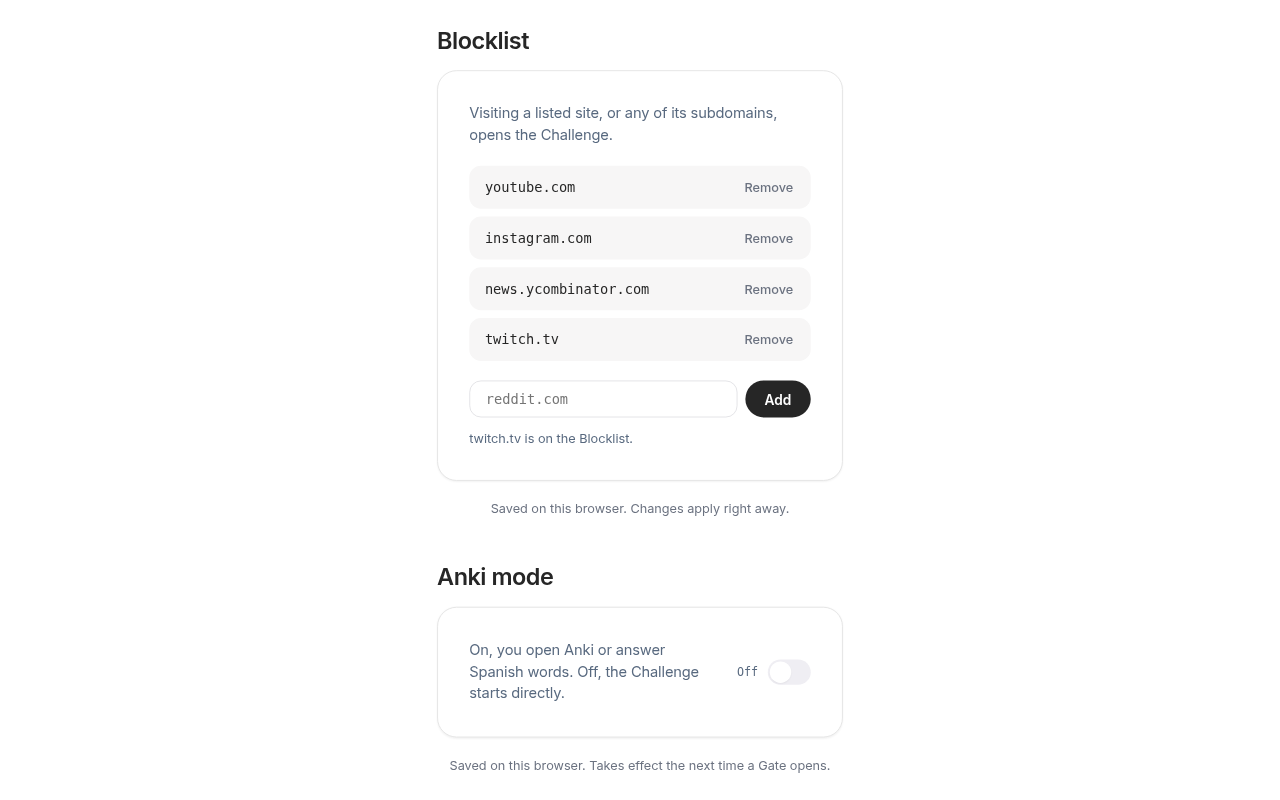 Blocklist
Visiting a listed site, or any of its subdomains,
opens the Challenge.
youtube.com Remove
instagram.com Remove
news.ycombinator.com Remove
twitch.tv Remove
reddit.com Add
twitch.tv is on the Blocklist.
Saved on this browser. Changes apply right away.
Anki mode
On, you open Anki or answer
Spanish words. Off, the Challenge
starts directly.
Off
Saved on this browser. Takes effect the next time a Gate opens.